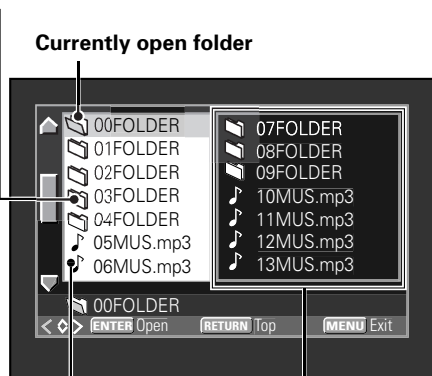 Currently open folder
00FOLDER
01FOLDER
02FOLDER
03FOLDER
04FOLDER
05MUS.mp3
06MUS.mp3
07FOLDER
08FOLDER
09FOLDER
10MUS.mp3
11MUS.mp3
12MUS.mp3
13MUS.mp3
00FOLDER
ENTER Open RETURN Top MENU Exit